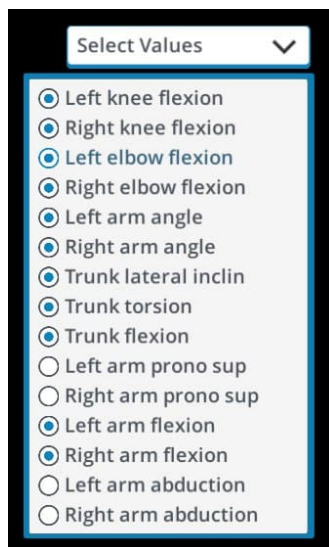 Select Values
Left knee flexion
Right knee flexion
Left elbow flexion
Right elbow flexion
Left arm angle
Right arm angle
Trunk lateral inclin
Trunk torsion
Trunk flexion
Left arm prono sup
Right arm prono sup
Left arm flexion
Right arm flexion
Left arm abduction
Right arm abduction